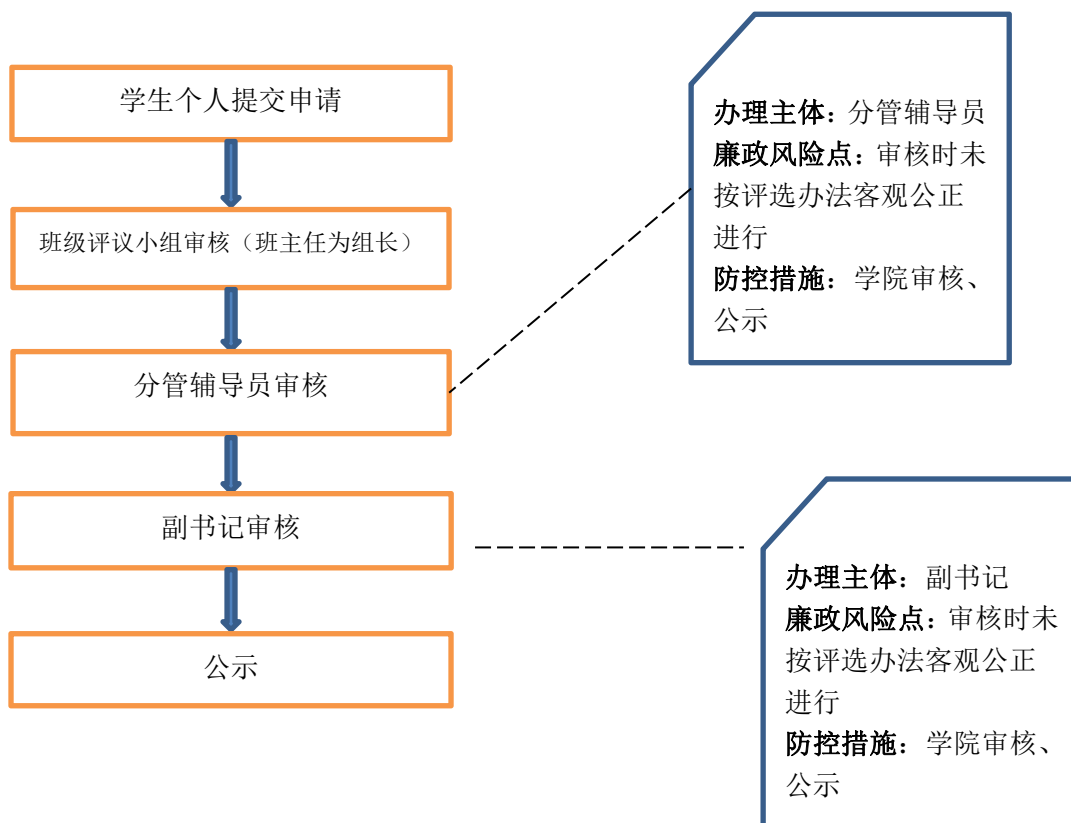 学生个人提交申请
班级评议小组审核（班主任为组长）
分管辅导员审核
副书记审核
公示
办理主体：分管辅导员
廉政风险点：审核时未
按评选办法客观公正
进行
防控措施：学院审核、
公示
办理主体：副书记
廉政风险点：审核时未
按评选办法客观公正
进行
防控措施：学院审核、
公示